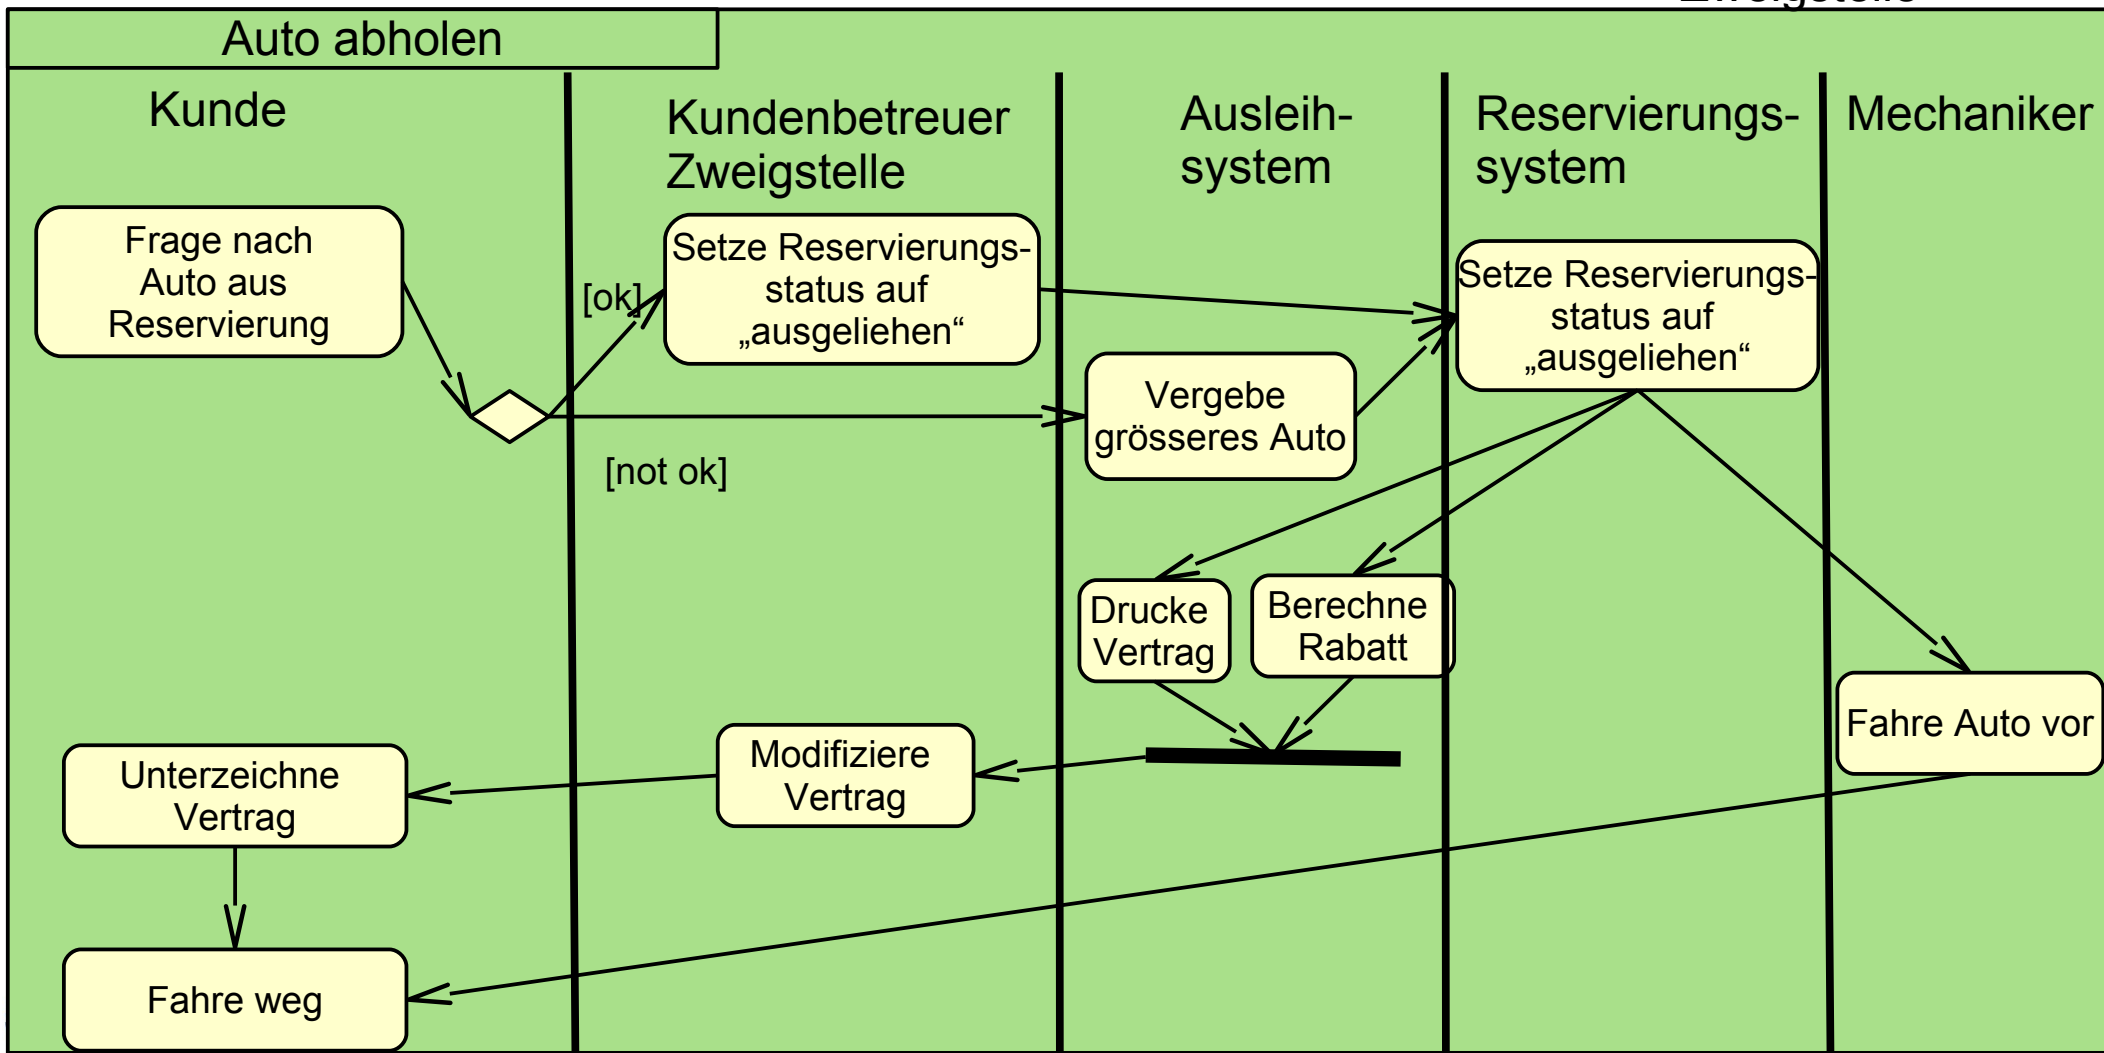 Zweigstelle
Auto abholen
Kunde
Kundenbetreuer
Zweigstelle
Ausleih-
system
Reservierungs-
system
Mechaniker
Frage nach
Auto aus
Reservierung
[ok]
[not ok]
Setze Reservierungs-
status auf
„ausgeliehen“
Vergebe
grösseres Auto
Setze Reservierungs-
status auf
„ausgeliehen“
Drucke
Vertrag
Berechne
Rabatt
Fahre Auto vor
Modifiziere
Vertrag
Unterzeichne
Vertrag
Fahre weg